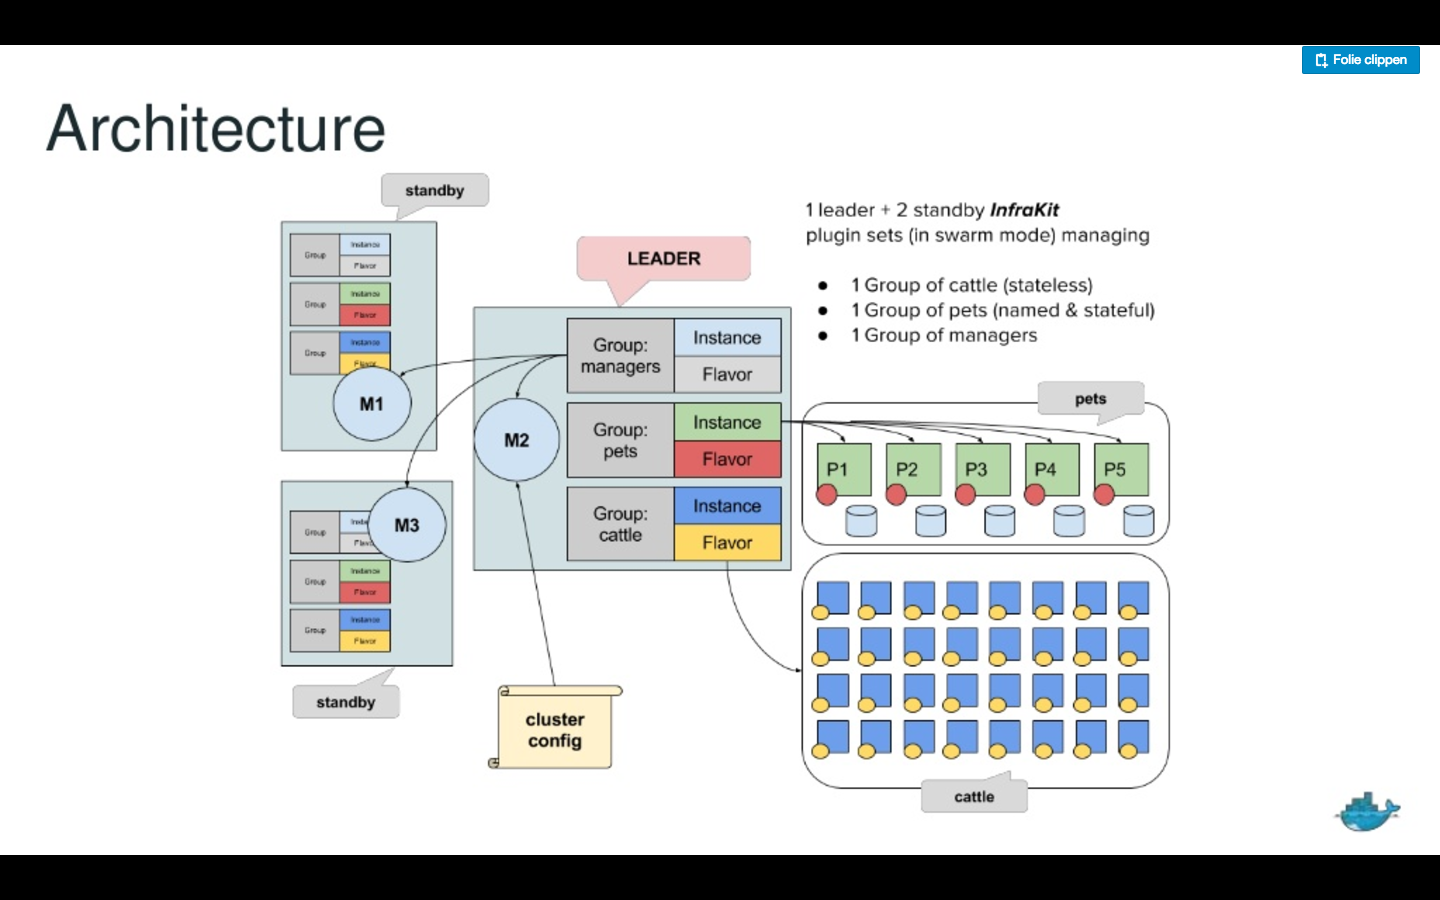 Folie clippen
Architecture
standby
1 leader + 2 standby InfraKit
plugin sets (in swarm mode) managing
● 1 Group of cattle (stateless)
● 1 Group of pets (named & stateful)
● 1 Group of managers
Group
Instance
Flavor
Group
Instance
Flavor
Group
Instance
Flavor
M1
LEADER
Group:
managers
Instance
Flavor
Group:
pets
Instance
Flavor
Group:
cattle
Instance
Flavor
M2
pets
P1
P2
P3
P4
P5
M3
Group
Group
Instance
Flavor
Group
Instance
Flavor
standby
cluster
config
cattle